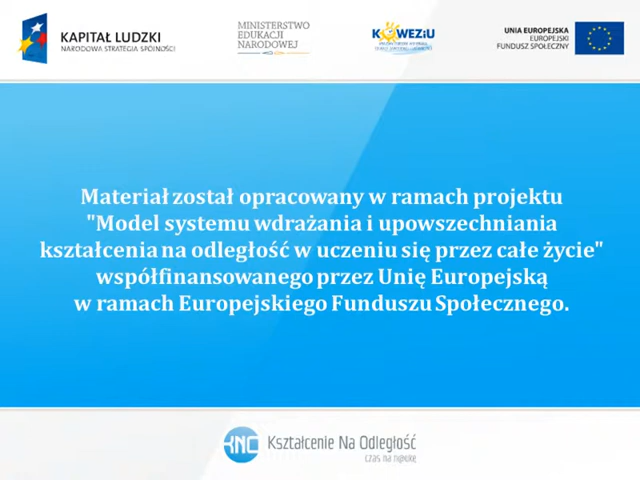 KAPITAŁ LUDZKI
NARODOWA STRATEGIA SPÓJNOŚCI
MINISTERSTWO
EDUKACJI
NARODOWEJ
KOWEZiU
UNIA EUROPEJSKA
EUROPEJSKI
FUNDUSZ SPOŁECZNY
Materiał został opracowany w ramach projektu
"Model systemu wdrażania i upowszechniania
kształcenia na odległość w uczeniu się przez całe życie"
współfinansowanego przez Unię Europejską
w ramach Europejskiego Funduszu Społecznego.
KNO Kształcenie Na Odległość
Czas na naukę